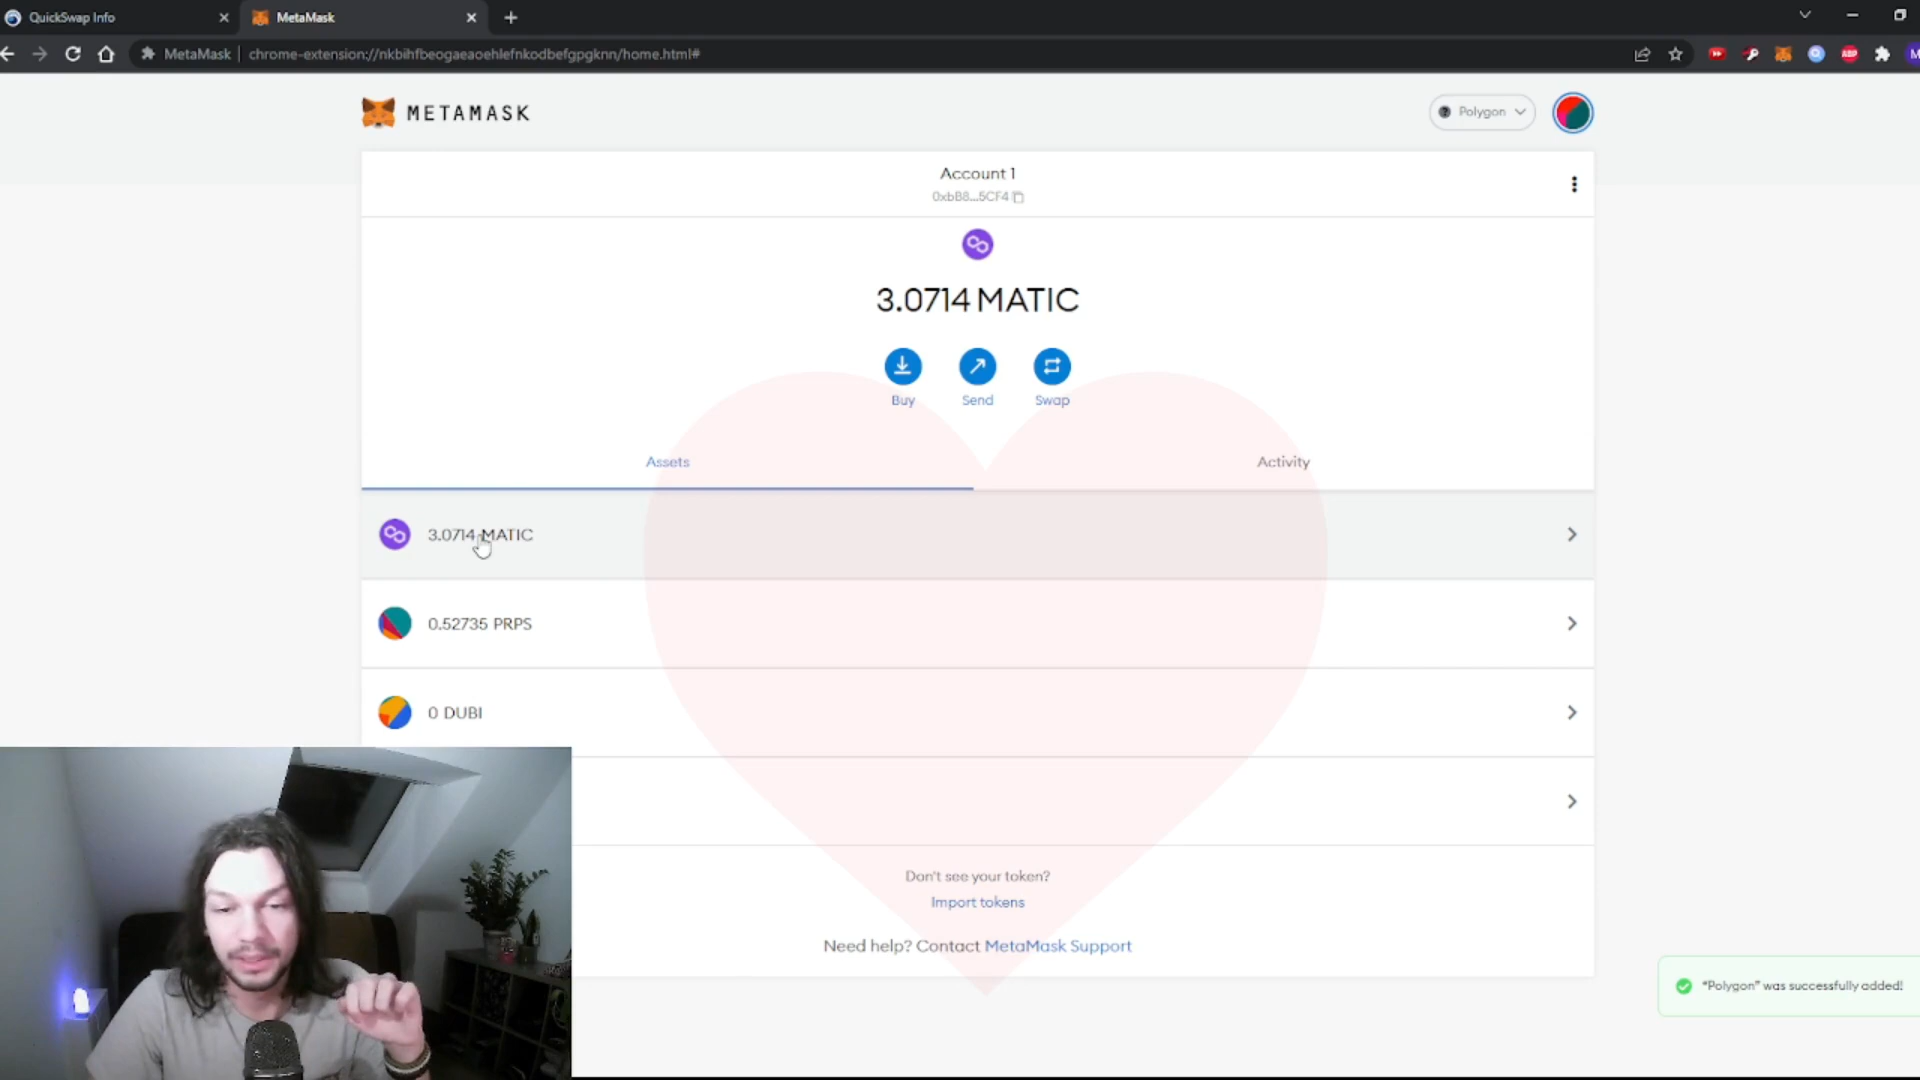 QuickSwap Info
MetaMask
MetaMask | chrome-extension://nkbihfbeogaeaoehlefnkodbefgpgknn/home.html#
ABP
M
METAMASK
Polygon
Account 1
0xbB8...5CF4
3.0714 MATIC
Buy
Send
Swap
Assets
Activity
3.0714 MATIC
0.52735 PRPS
0 DUBI
Don't see your token?
Import tokens
Need help? Contact MetaMask Support
"Polygon" was successfully added!